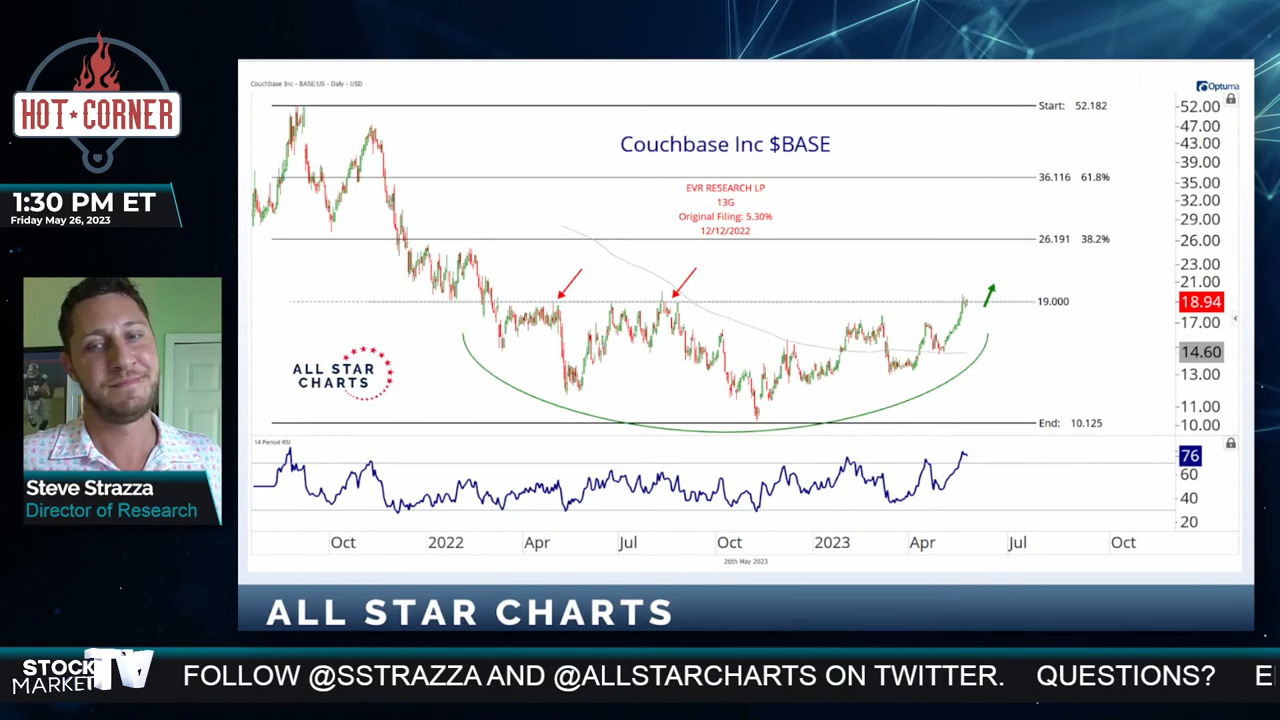 HOT★CORNER
1:30 PM ET
Friday May 26, 2023
Steve Strazza
Director of Research
Couchbase Inc - BASE:US - Daily - USD
Optuma
Couchbase Inc $BASE
EVR RESEARCH LP
13G
Original Filing: 5.30%
12/12/2022
Start: 52.182
36.116 61.8%
26.191 38.2%
19.000
End: 10.125
ALL STAR
CHARTS
52.00
47.00
43.00
39.00
35.00
32.00
29.00
26.00
23.00
21.00
18.94
17.00
14.60
13.00
11.00
10.00
14 Period RSI
76
60
40
20
Oct 2022 Apr Jul Oct 2023 Apr Jul Oct
26th May 2023
ALL STAR CHARTS
STOCK
MARKET TV
FOLLOW @SSTRAZZA AND @ALLSTARCHARTS ON TWITTER. QUESTIONS? E